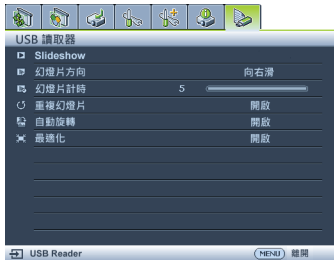 USB 讀取器
Slideshow
幻燈片方向 向右滑
幻燈片計時 5
重複幻燈片 開啟
自動旋轉 開啟
最適化 開啟
USB Reader MENU 離開